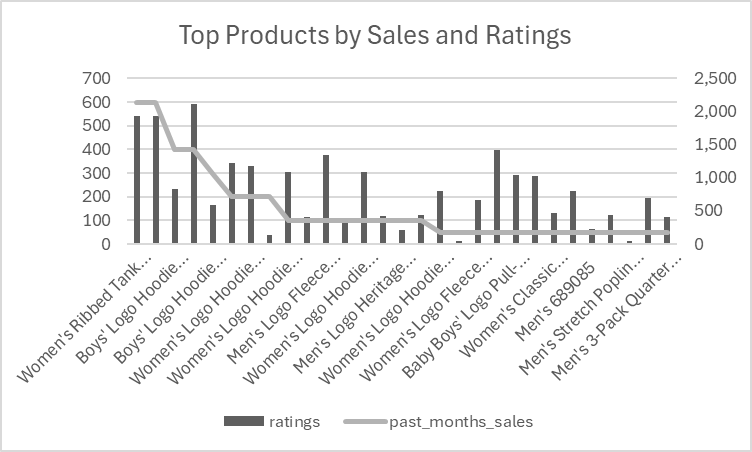 Top Products by Sales and Ratings
700
600
500
400
300
200
100
0
2,500
2,000
1,500
1,000
500
0
Women's Ribbed Tank…
Boys' Logo Hoodie…
Boys' Logo Hoodie…
Women's Logo Hoodie…
Women's Logo Hoodie…
Men's Logo Fleece…
Women's Logo Hoodie…
Men's Logo Heritage…
Women's Logo Hoodie…
Women's Logo Fleece…
Baby Boys' Logo Pull-…
Women's Classic…
Men's 689085
Men's Stretch Poplin…
Men's 3-Pack Quarter…
ratings
past_months_sales